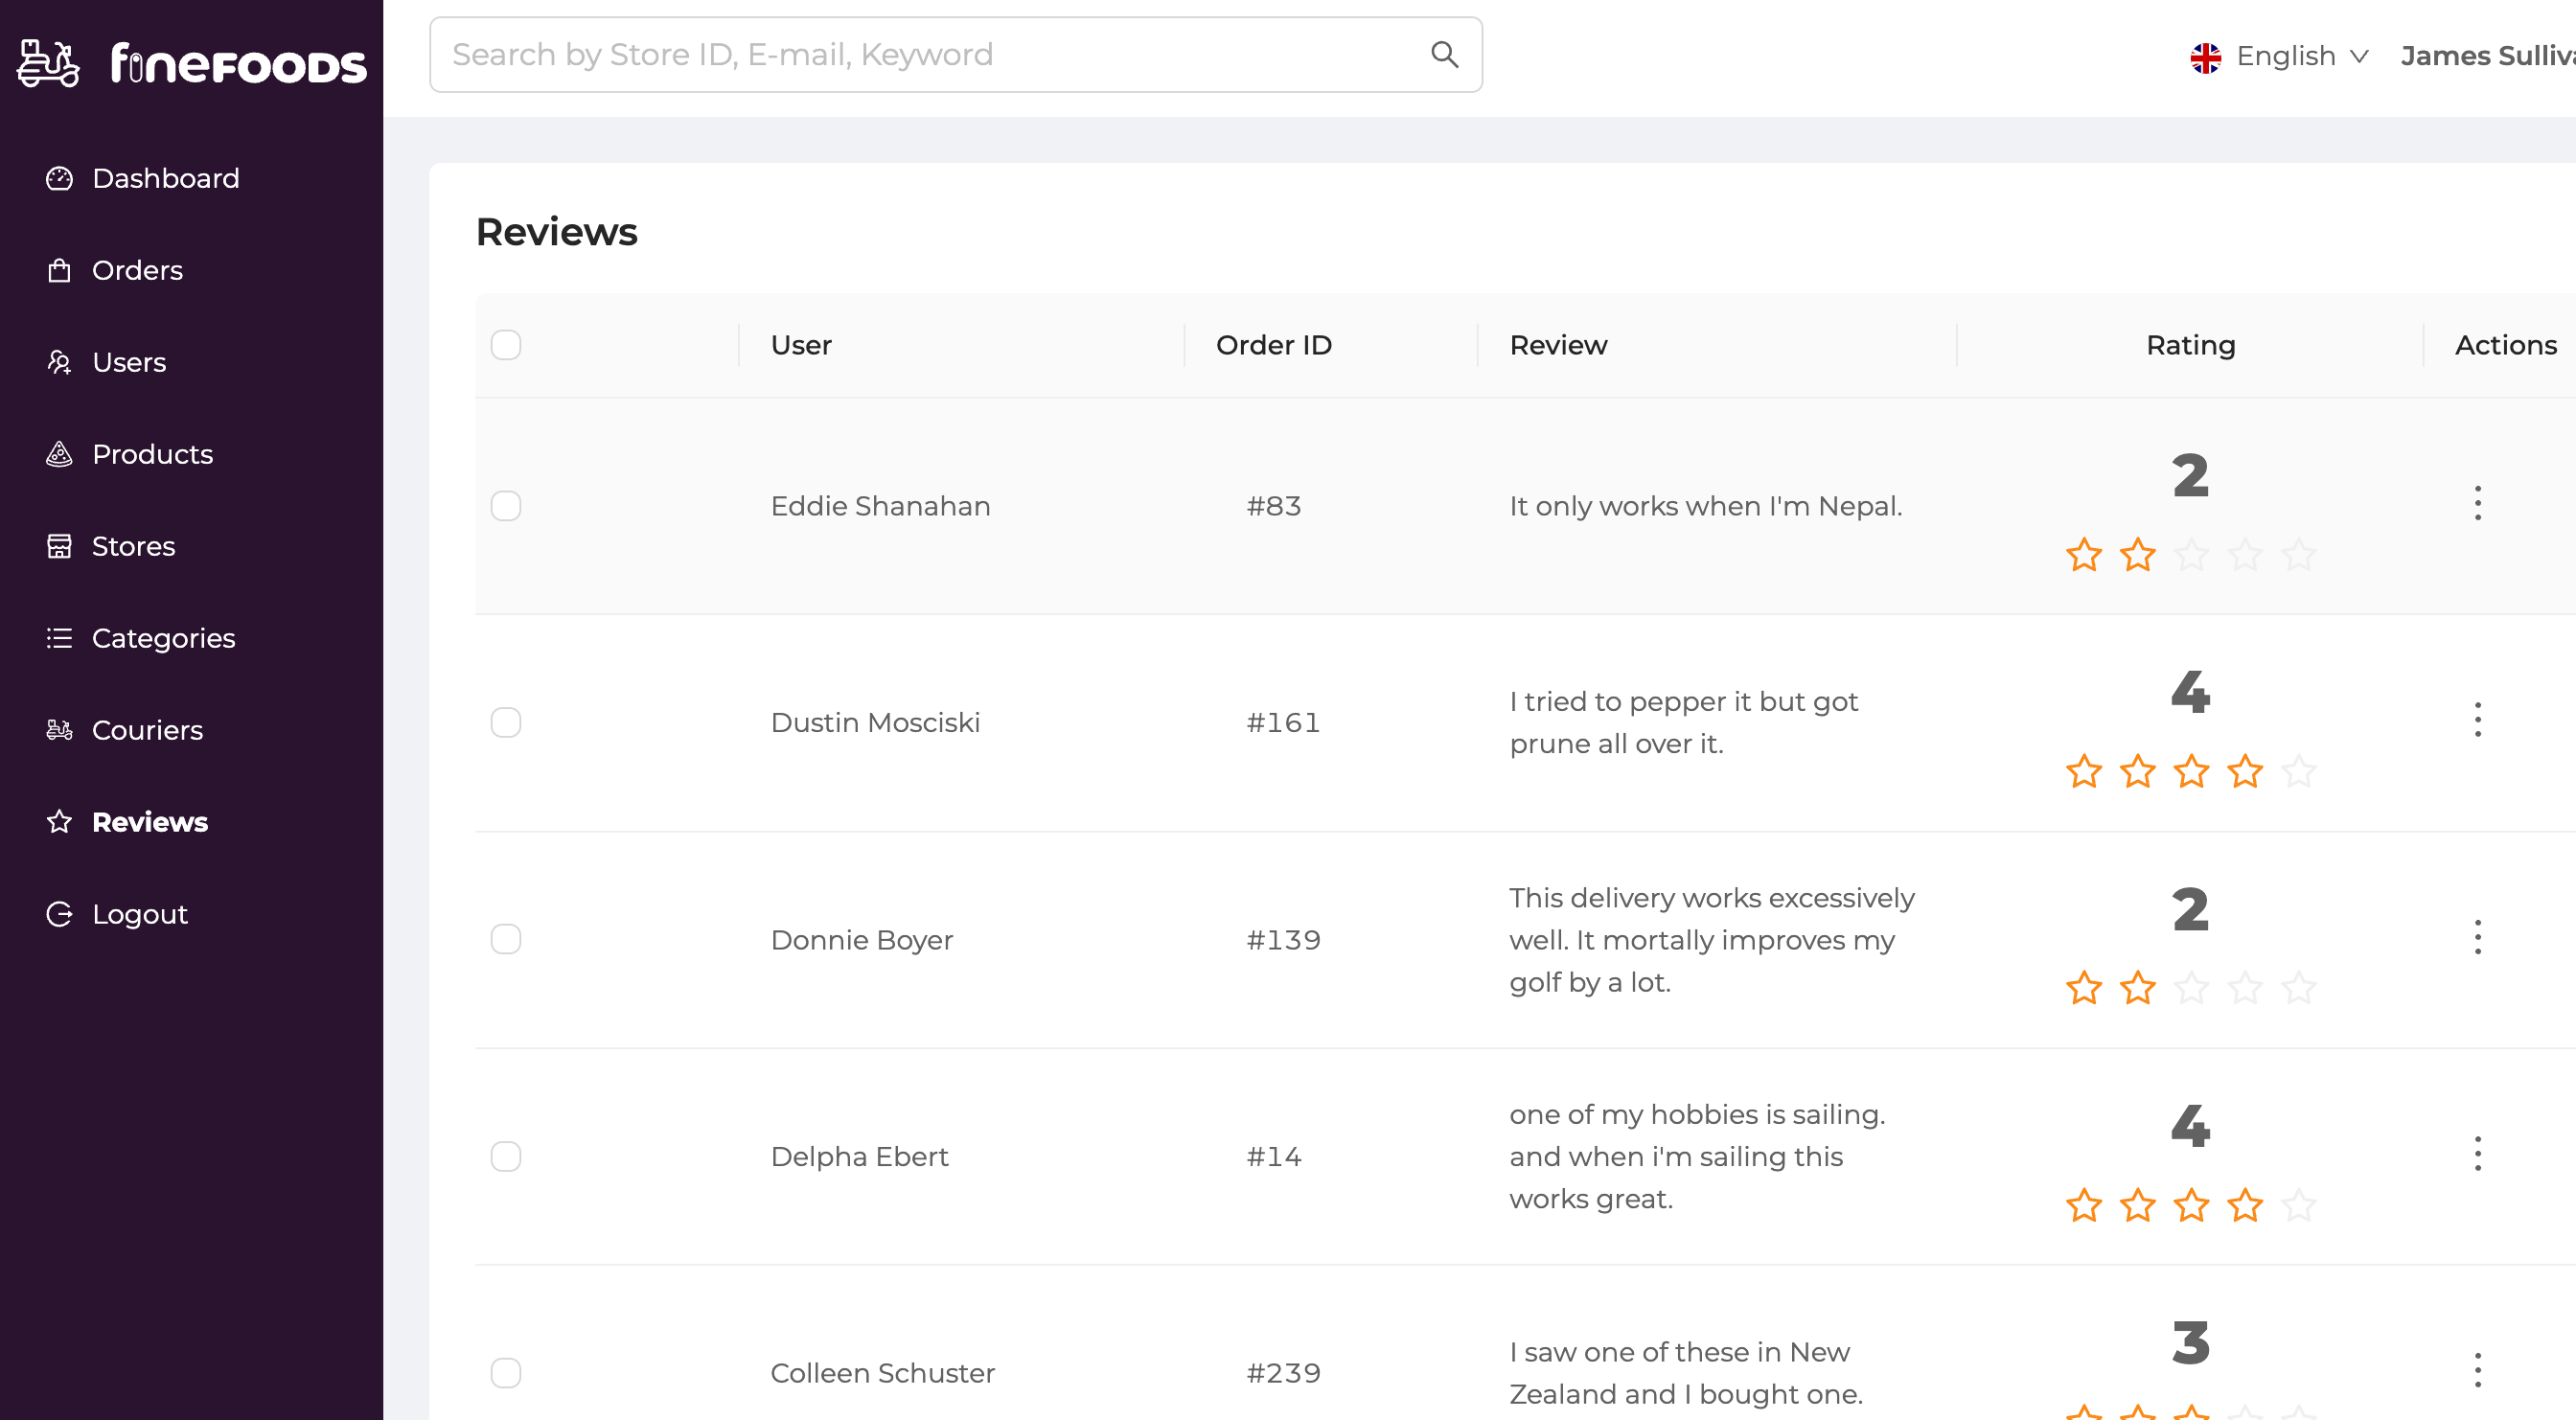 finefoods
Search by Store ID, E-mail, Keyword
English
James
Dashboard
Orders
Users
Products
Stores
Categories
Couriers
Reviews
Logout
Reviews
User
Order ID
Review
Rating
Actions
Eddie Shanahan
#83
It only works when I'm Nepal.
2
Dustin Mosciski
#161
I tried to pepper it but got
prune all over it.
4
Donnie Boyer
#139
This delivery works excessively
well. It mortally improves my
golf by a lot.
2
Delpha Ebert
#14
one of my hobbies is sailing.
and when i'm sailing this
works great.
4
Colleen Schuster
#239
I saw one of these in New
Zealand and I bought one.
3